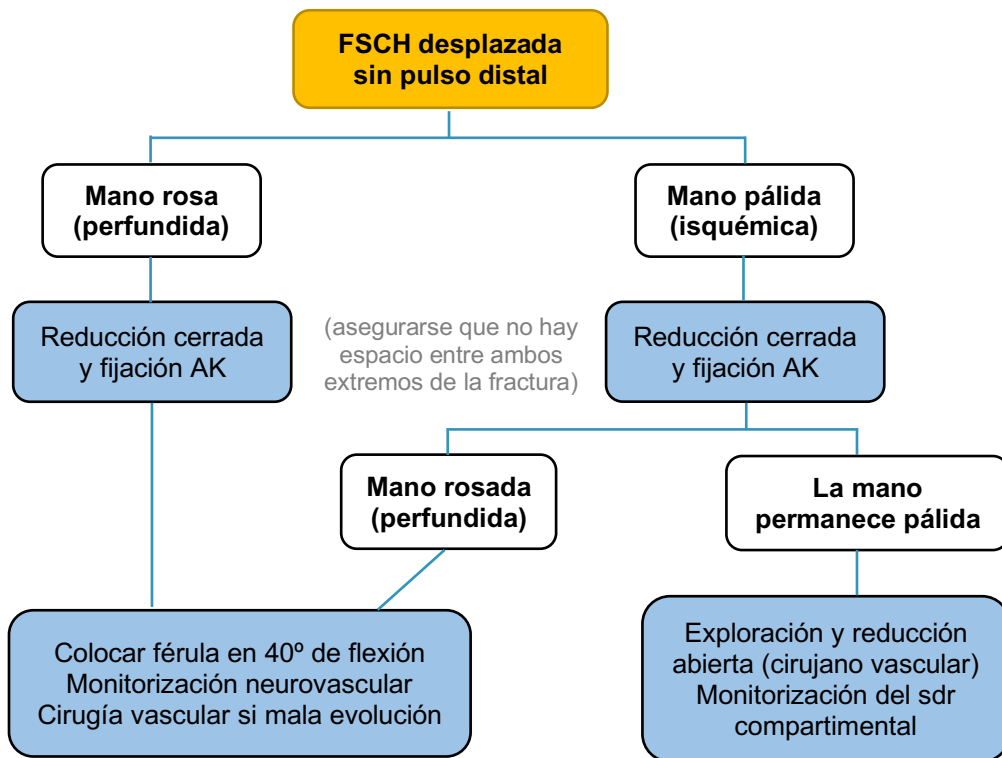 FSCH desplazada
sin pulso distal
Mano rosa
(perfundida)
Mano pálida
(isquémica)
Reducción cerrada
y fijación AK
(asegurarse que no hay
espacio entre ambos
extremos de la fractura)
Reducción cerrada
y fijación AK
Mano rosada
(perfundida)
La mano
permanece pálida
Colocar férula en 40º de flexión
Monitorización neurovascular
Cirugía vascular si mala evolución
Exploración y reducción
abierta (cirujano vascular)
Monitorización del sdr
compartimental